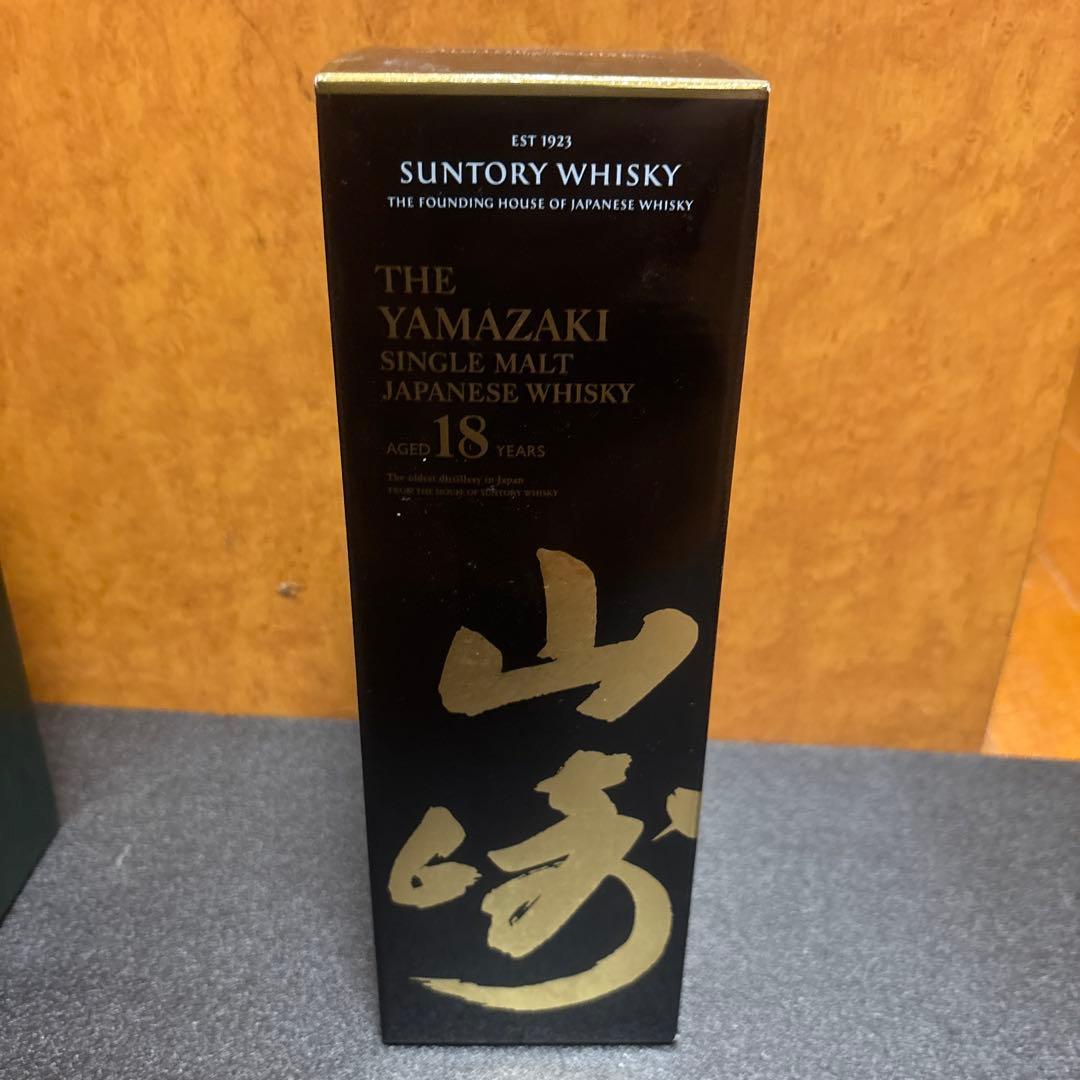 EST 1923
SUNTORY WHISKY
THE FOUNDING HOUSE OF JAPANESE WHISKY
THE
YAMAZAKI
SINGLE MALT
JAPANESE WHISKY
AGED 18 YEARS
The oldest distillery in Japan
FROM THE HOUSE OF SUNTORY WHISKY
山
崎